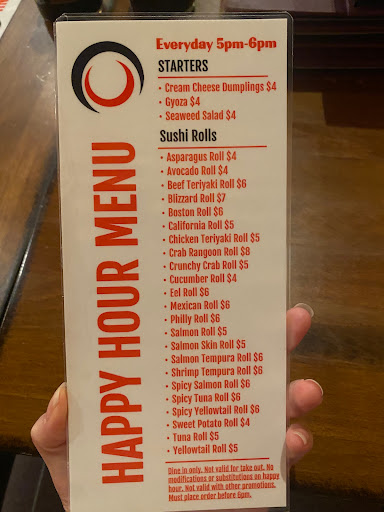 Everyday 5pm-6pm
STARTERS
• Cream Cheese Dumplings $4
• Gyoza $4
• Seaweed Salad $4
Sushi Rolls
• Asparagus Roll $4
• Avocado Roll $4
• Beef Teriyaki Roll $6
• Blizzard Roll $7
• Boston Roll $6
• California Roll $5
• Chicken Teriyaki Roll $5
• Crab Rangoon Roll $8
• Crunchy Crab Roll $5
• Cucumber Roll $4
• Eel Roll $6
• Mexican Roll $6
• Philly Roll $6
• Salmon Roll $5
• Salmon Skin Roll $5
• Salmon Tempura Roll $6
• Shrimp Tempura Roll $6
• Spicy Salmon Roll $6
• Spicy Tuna Roll $6
• Spicy Yellowtail Roll $6
• Sweet Potato Roll $4
• Tuna Roll $5
• Yellowtail Roll $5
Dine in only. Not valid for take out. No
modifications or substitutions on happy
hour. Not valid with other promotions.
Must place order before 6pm.
HAPPY HOUR MENU